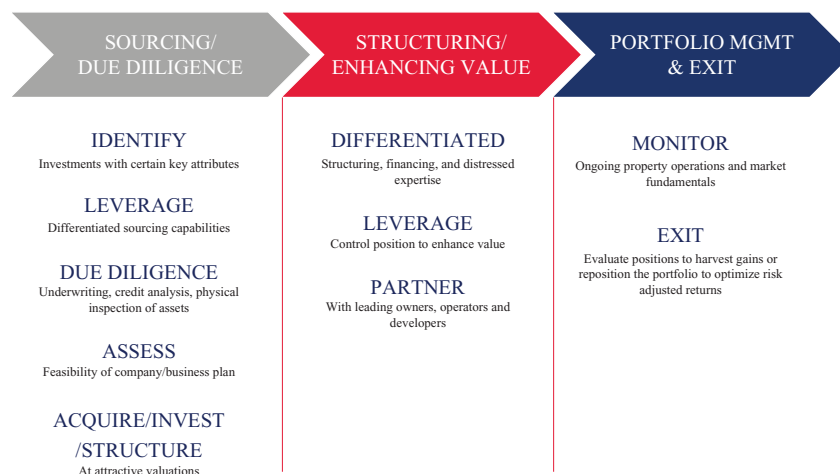 SOURCING/
DUE DIILIGENCE
STRUCTURING/
ENHANCING VALUE
PORTFOLIO MGMT
& EXIT
IDENTIFY
Investments with certain key attributes
LEVERAGE
Differentiated sourcing capabilities
DUE DILIGENCE
Underwriting, credit analysis, physical
inspection of assets
ASSESS
Feasibility of company/business plan
ACQUIRE/INVEST
/STRUCTURE
At attractive valuations
DIFFERENTIATED
Structuring, financing, and distressed
expertise
LEVERAGE
Control position to enhance value
PARTNER
With leading owners, operators and
developers
MONITOR
Ongoing property operations and market
fundamentals
EXIT
Evaluate positions to harvest gains or
reposition the portfolio to optimize risk
adjusted returns